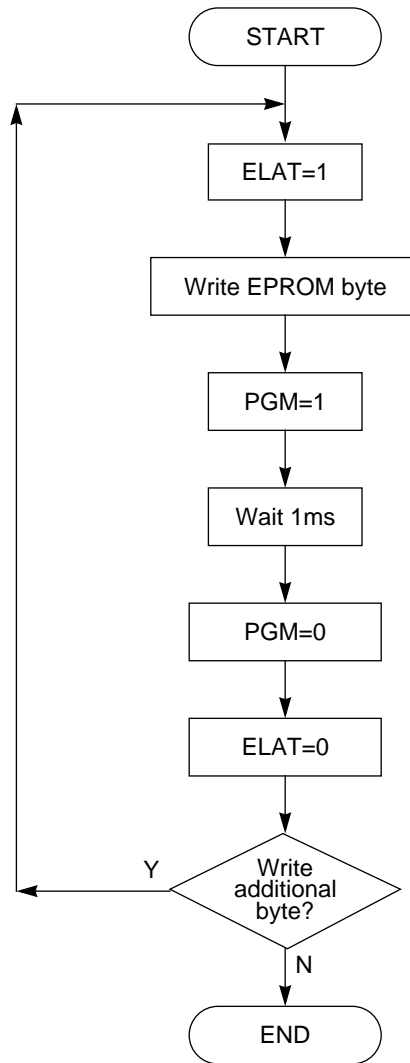 START
ELAT=1
Write EPROM byte
PGM=1
Wait 1ms
PGM=0
ELAT=0
Y
Write
additional
byte?
N
END